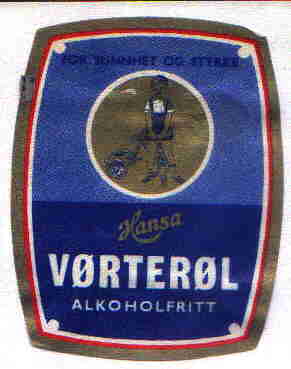 FOR SUNNHET OG STYRKE
Hansa
VØRTERØL
ALKOHOLFRITT